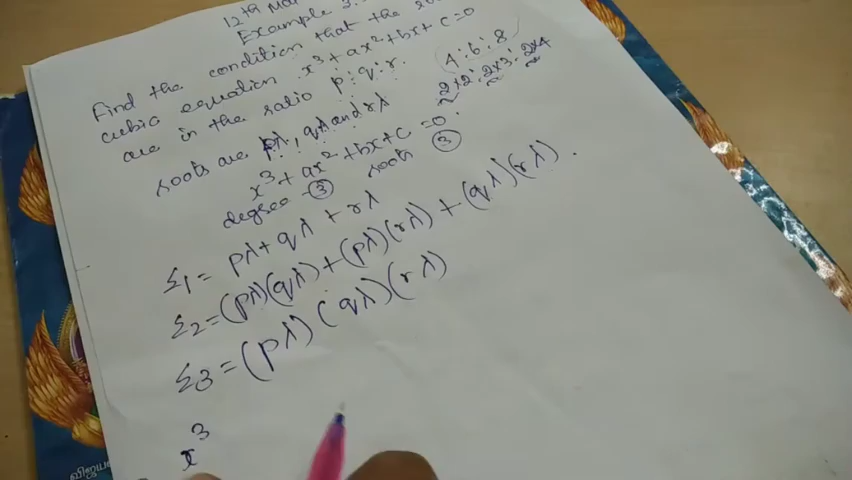 12th Mat
Example 3.
Find the condition that the roo
cubic equation x³ + ax² + bx + c = 0
are in the ratio p : q : r.
4 : 6 : 8
2×2 : 2×3 : 2×4
roots are pλ, qλ and rλ
x³ + ax² + bx + c = 0.
degree - 3 roots 3
Σ1 = pλ + qλ + rλ
Σ2 = (pλ)(qλ) + (pλ)(rλ) + (qλ)(rλ).
Σ3 = (pλ)(qλ)(rλ)
x³